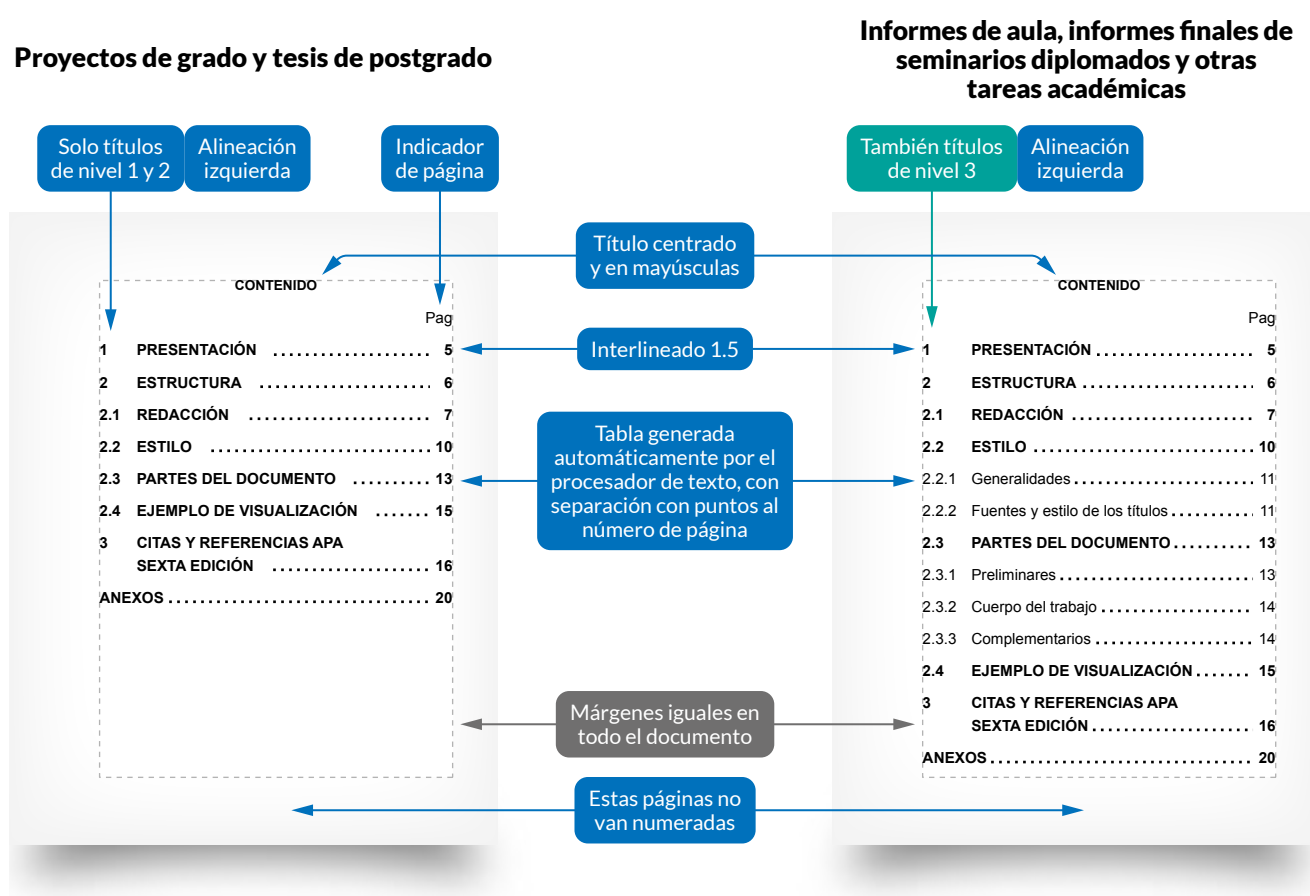 Proyectos de grado y tesis de postgrado
Informes de aula, informes finales de
seminarios diplomados y otras
tareas académicas
Solo títulos
de nivel 1 y 2
Alineación
izquierda
Indicador
de página
También títulos
de nivel 3
Alineación
izquierda
Título centrado
y en mayúsculas
Interlineado 1.5
Tabla generada
automáticamente por el
procesador de texto, con
separación con puntos al
número de página
Márgenes iguales en
todo el documento
Estas páginas no
van numeradas
CONTENIDO
Pag
1 PRESENTACIÓN .................... 5
2 ESTRUCTURA .................... 6
2.1 REDACCIÓN .................... 7
2.2 ESTILO .......................... 10
2.3 PARTES DEL DOCUMENTO .......... 13
2.4 EJEMPLO DE VISUALIZACIÓN ....... 15
3 CITAS Y REFERENCIAS APA
SEXTA EDICIÓN .................... 16
ANEXOS ............................... 20
CONTENIDO
Pag
1 PRESENTACIÓN .................... 5
2 ESTRUCTURA ..................... 6
2.1 REDACCIÓN ...................... 7
2.2 ESTILO ........................... 10
2.2.1 Generalidades ...................... 11
2.2.2 Fuentes y estilo de los títulos .......... 11
2.3 PARTES DEL DOCUMENTO .......... 13
2.3.1 Preliminares ........................ 13
2.3.2 Cuerpo del trabajo ................... 14
2.3.3 Complementarios .................... 14
2.4 EJEMPLO DE VISUALIZACIÓN ....... 15
3 CITAS Y REFERENCIAS APA
SEXTA EDICIÓN .................... 16
ANEXOS ............................... 20